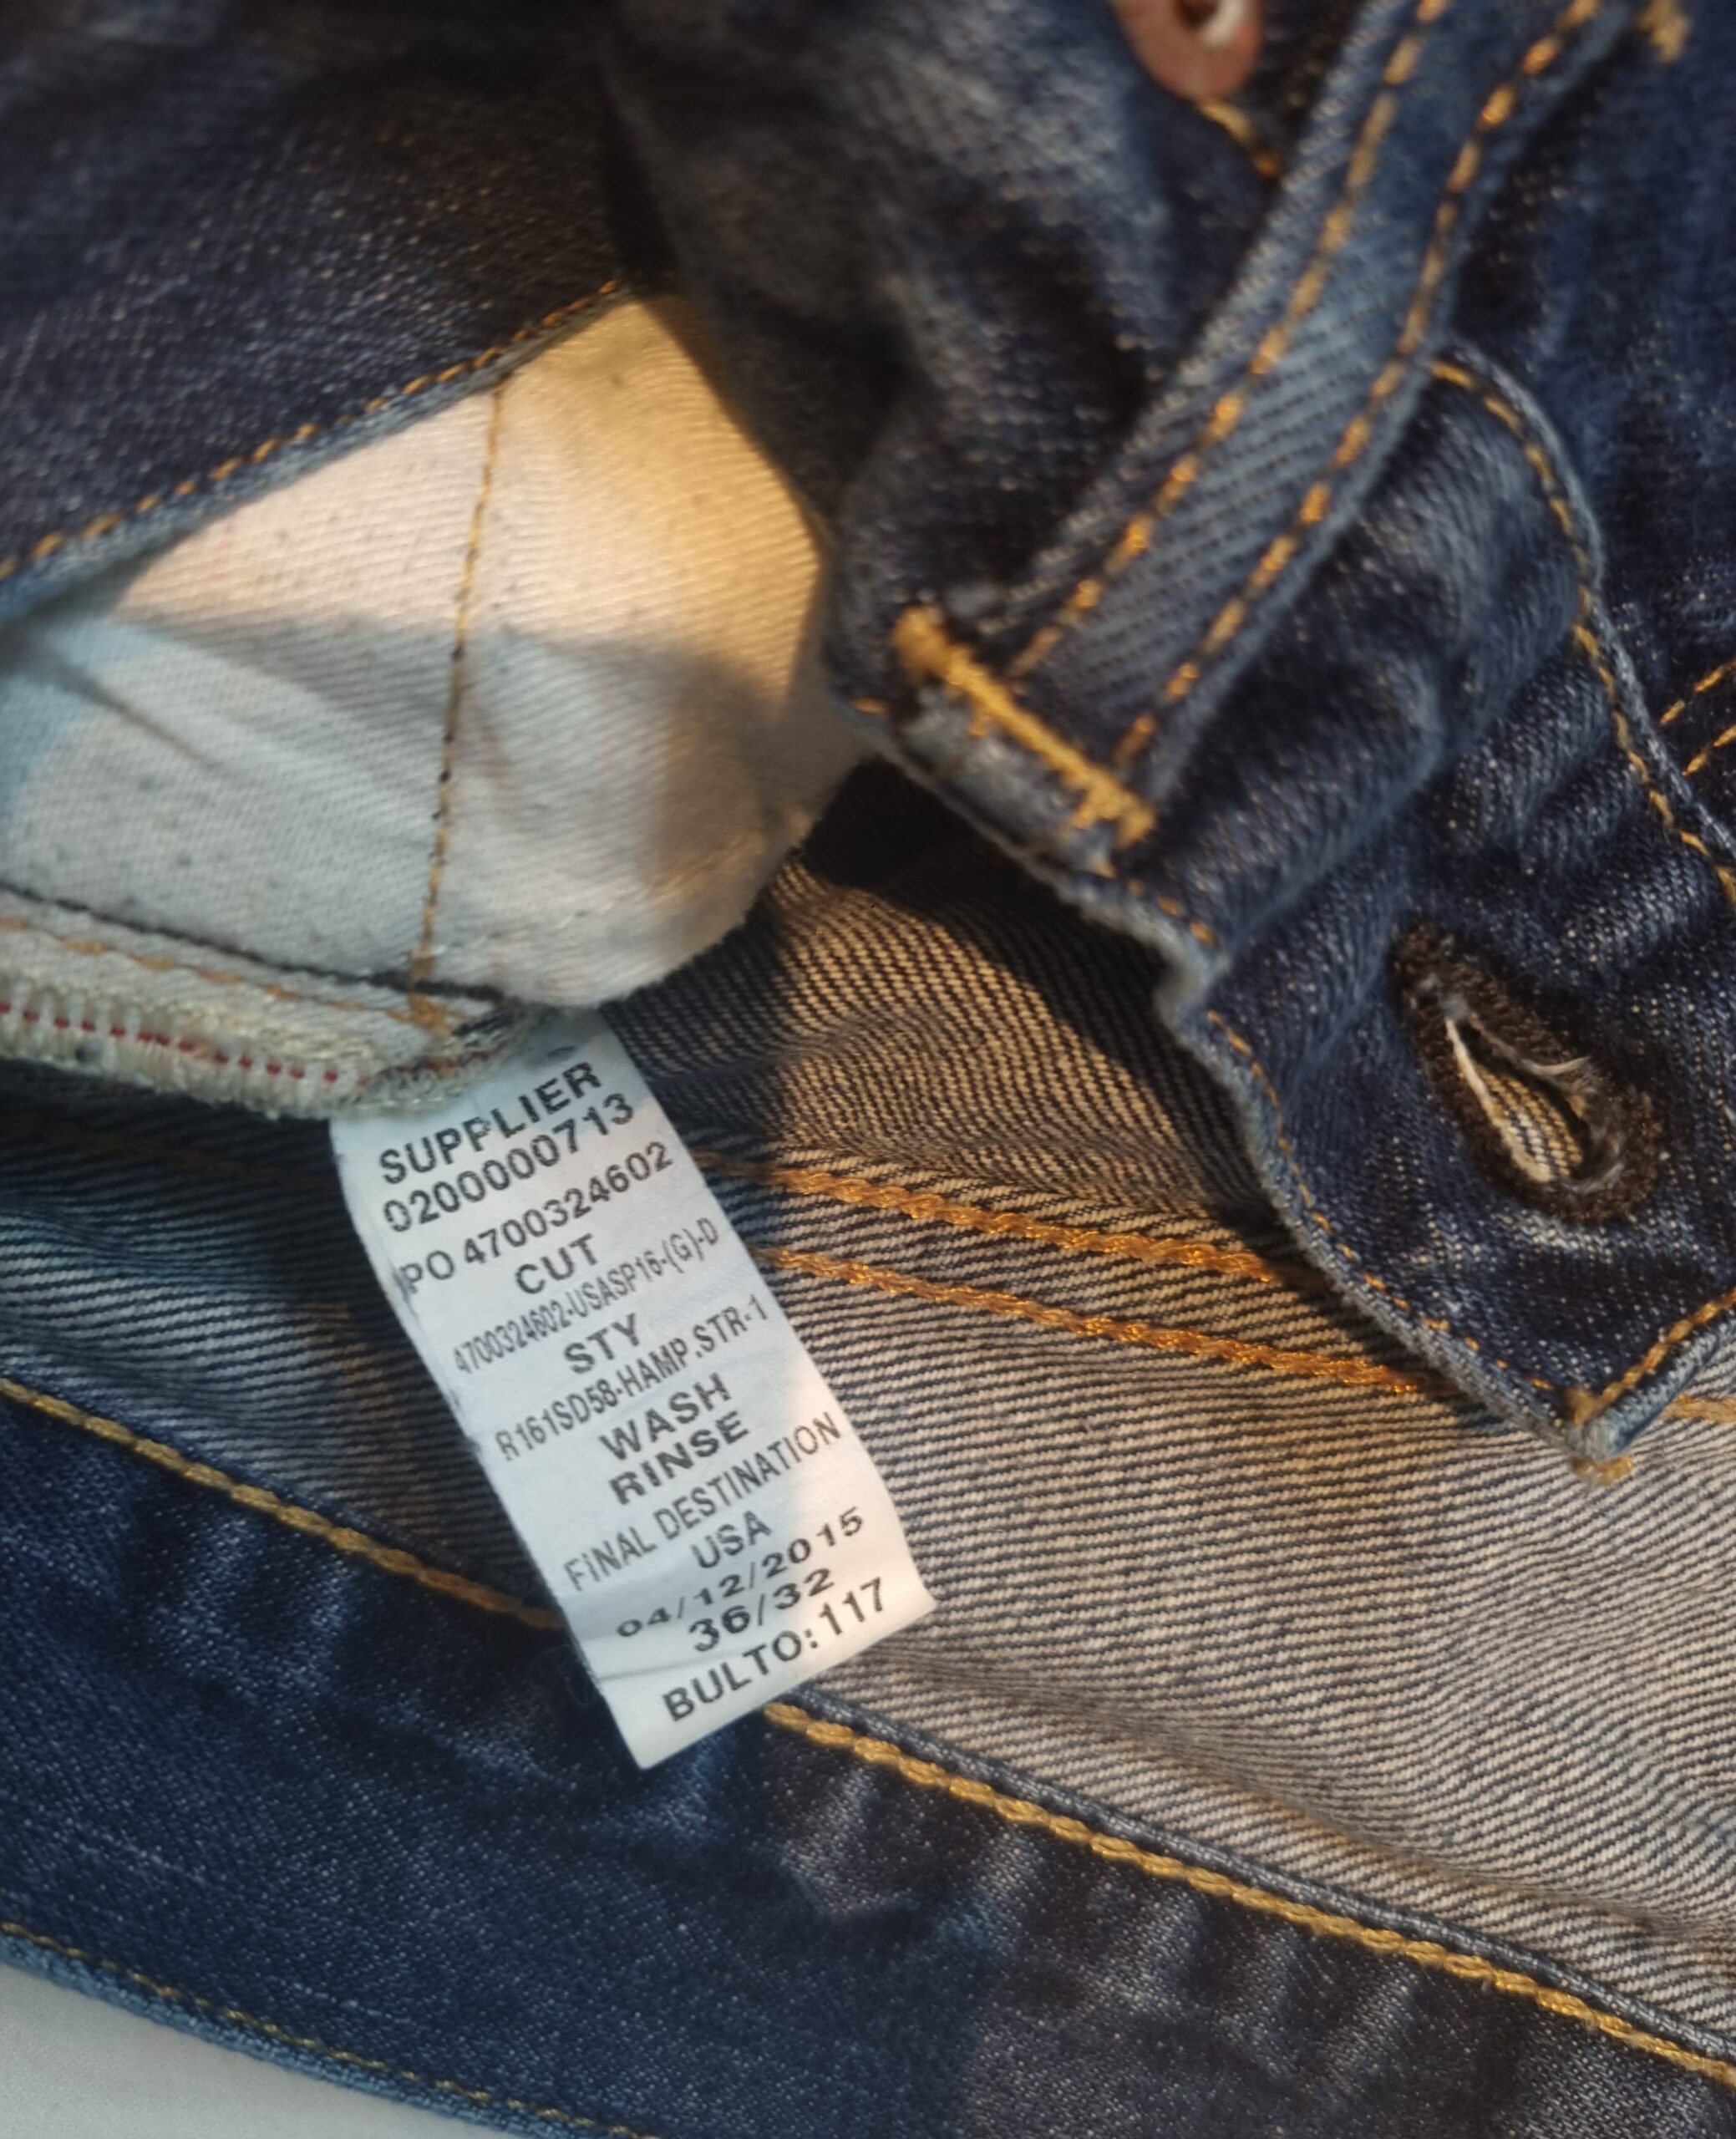 SUPPLIER
0200000713
PO 4700324602
CUT
4700324602-USASP16-(G)-D
STY
R161SD58-HAMP.STR-1
WASH
RINSE
FINAL DESTINATION
USA
04/12/2015
36/32
BULTO:117